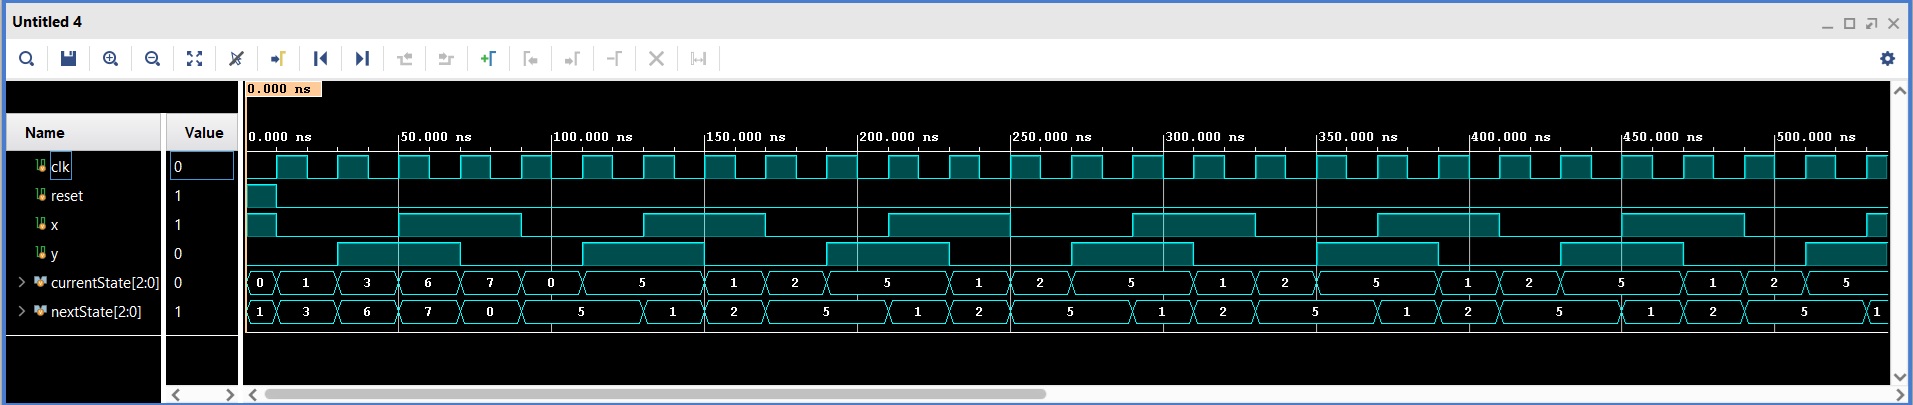 Untitled 4
0.000 ns
Name Value
0.000 ns 50.000 ns 100.000 ns 150.000 ns 200.000 ns 250.000 ns 300.000 ns 350.000 ns 400.000 ns 450.000 ns 500.000 ns
clk 0
reset 1
x 1
y 0
currentState[2:0] 0 0 1 3 6 7 0 5 1 2 5 1 2 5 1 2 5 1 2 5 1 2 5
nextState[2:0] 1 1 3 6 7 0 5 1 2 5 1 2 5 1 2 5 1 2 5 1 2 5 1